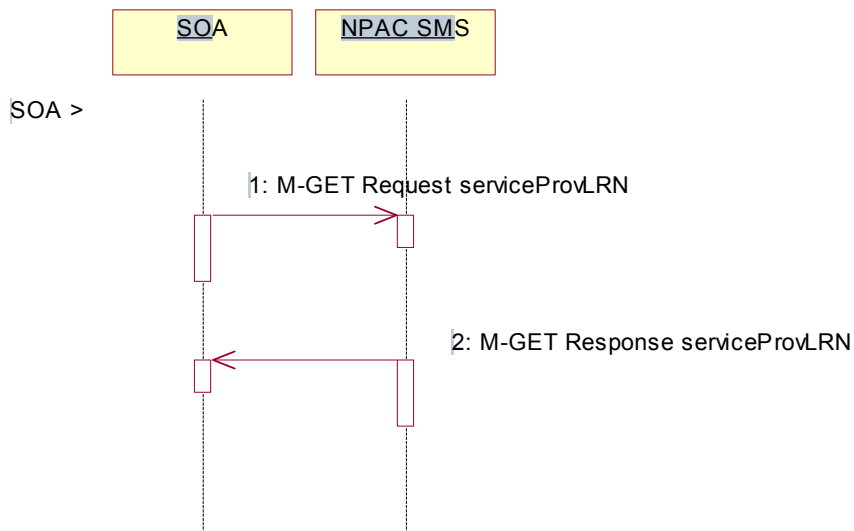 SOA
NPAC SMS
SOA >
1: M-GET Request serviceProvLRN
2: M-GET Response serviceProvLRN